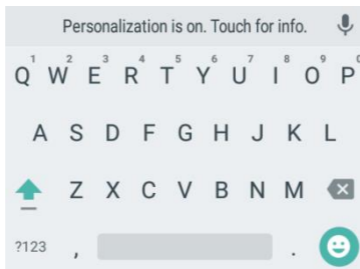 Personalization is on. Touch for info.
1 2 3 4 5 6 7 8 9 0
Q W E R T Y U I O P
A S D F G H J K L
Z X C V B N M
?123 , .